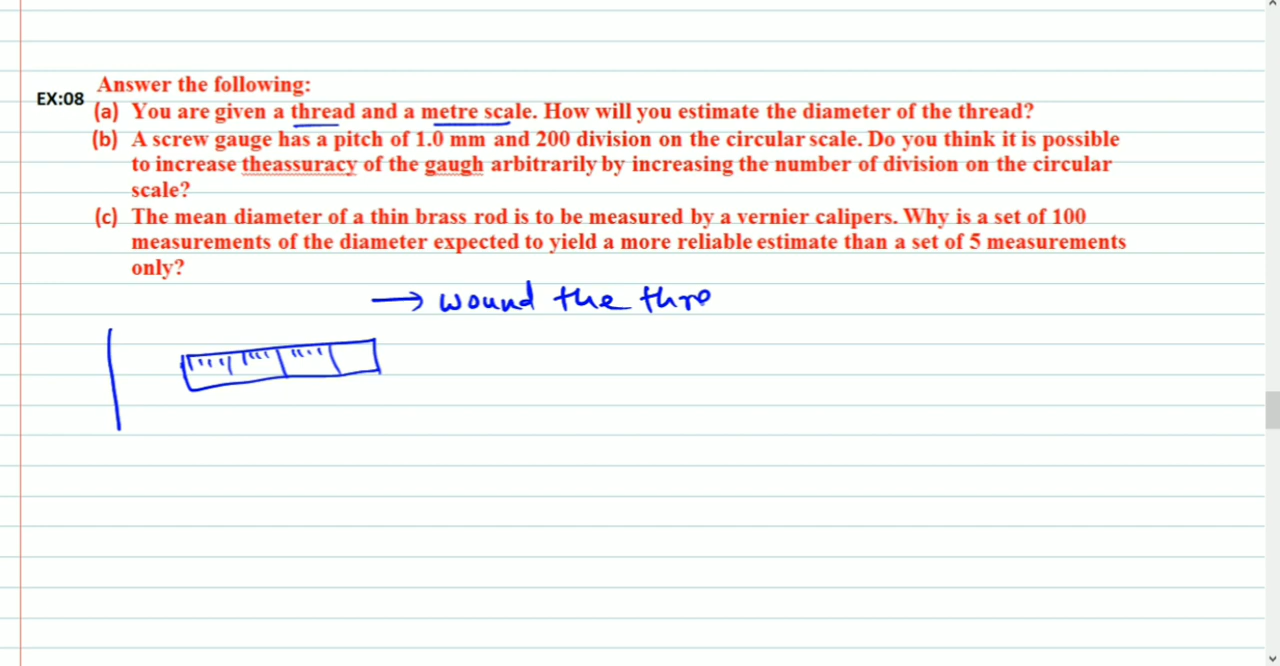 Answer the following:
EX:08
(a) You are given a thread and a metre scale. How will you estimate the diameter of the thread?
(b) A screw gauge has a pitch of 1.0 mm and 200 division on the circular scale. Do you think it is possible
to increase theassuracy of the gaugh arbitrarily by increasing the number of division on the circular
scale?
(c) The mean diameter of a thin brass rod is to be measured by a vernier calipers. Why is a set of 100
measurements of the diameter expected to yield a more reliable estimate than a set of 5 measurements
only?
→ wound the thre